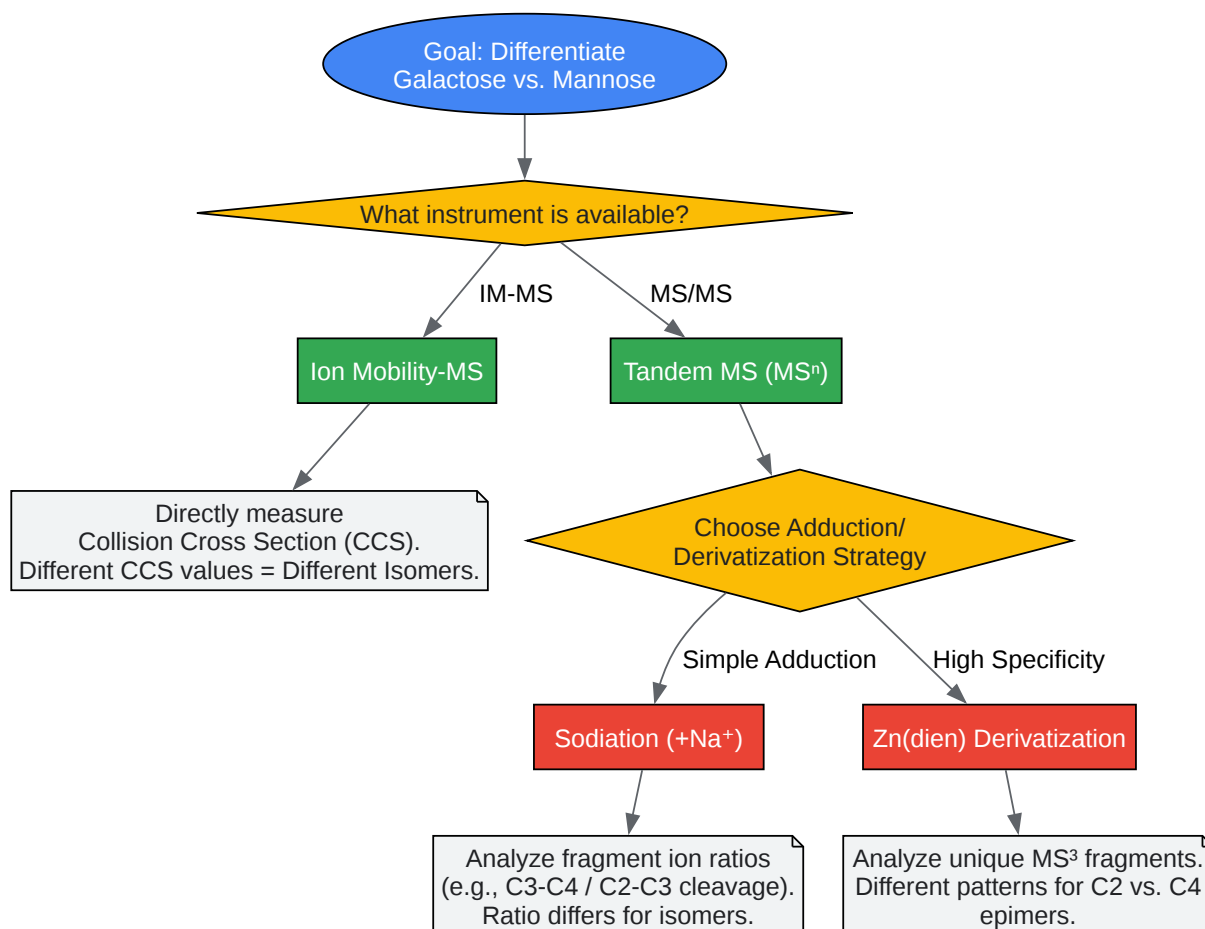 Goal: Differentiate
Galactose vs. Mannose
What instrument is available?
IM-MS
MS/MS
Ion Mobility-MS
Tandem MS (MSⁿ)
Directly measure
Collision Cross Section (CCS).
Different CCS values = Different Isomers.
Choose Adduction/
Derivatization Strategy
Simple Adduction
High Specificity
Sodiation (+Na⁺)
Zn(dien) Derivatization
Analyze fragment ion ratios
(e.g., C3-C4 / C2-C3 cleavage).
Ratio differs for isomers.
Analyze unique MS³ fragments.
Different patterns for C2 vs. C4
epimers.